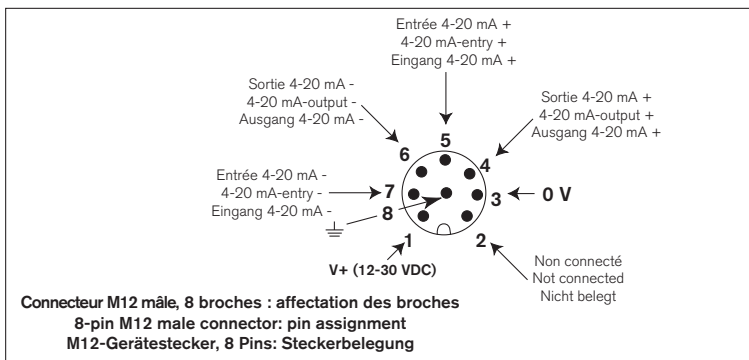 Entrée 4-20 mA +
4-20 mA-entry +
Eingang 4-20 mA +
Sortie 4-20 mA -
4-20 mA-output -
Ausgang 4-20 mA -
Sortie 4-20 mA +
4-20 mA-output +
Ausgang 4-20 mA +
5
6
4
Entrée 4-20 mA -
4-20 mA-entry -
Eingang 4-20 mA -
7
3
0 V
8
1
2
V+ (12-30 VDC)
Non connecté
Not connected
Nicht belegt
Connecteur M12 mâle, 8 broches : affectation des broches
8-pin M12 male connector: pin assignment
M12-Gerätestecker, 8 Pins: Steckerbelegung